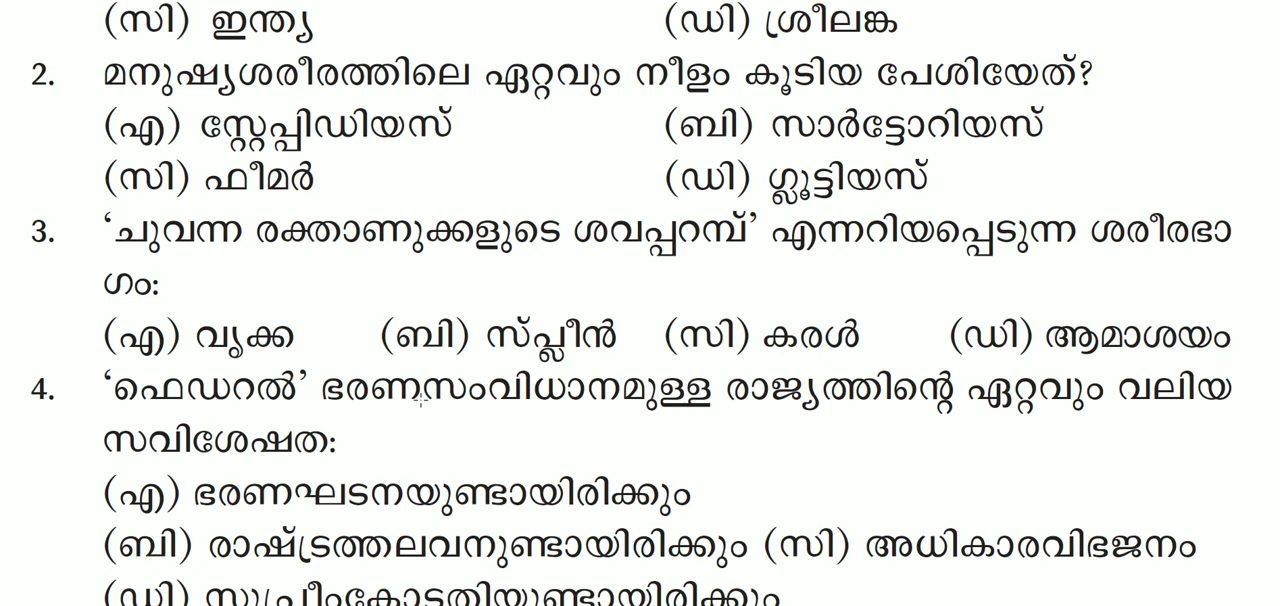 (സി) ഇന്ത്യ (ഡി) ശ്രീലങ്ക
2. മനുഷ്യശരീരത്തിലെ ഏറ്റവും നീളം കൂടിയ പേശിയേത്?
(എ) സ്റ്റേപ്പിഡിയസ് (ബി) സാർട്ടോറിയസ്
(സി) ഫീമർ (ഡി) ഗ്ലൂട്ടിയസ്
3. ‘ചുവന്ന രക്താണുക്കളുടെ ശവപ്പറമ്പ്’ എന്നറിയപ്പെടുന്ന ശരീരഭാ
ഗം:
(എ) വൃക്ക (ബി) സ്പ്ലീൻ (സി) കരൾ (ഡി) ആമാശയം
4. ‘ഫെഡറൽ’ ഭരണസംവിധാനമുള്ള രാജ്യത്തിന്റെ ഏറ്റവും വലിയ
സവിശേഷത:
(എ) ഭരണഘടനയുണ്ടായിരിക്കും
(ബി) രാഷ്ട്രത്തലവനുണ്ടായിരിക്കും (സി) അധികാരവിഭജനം
(ഡി) സുപ്രീംകോടതിയുണ്ടായിരിക്കും